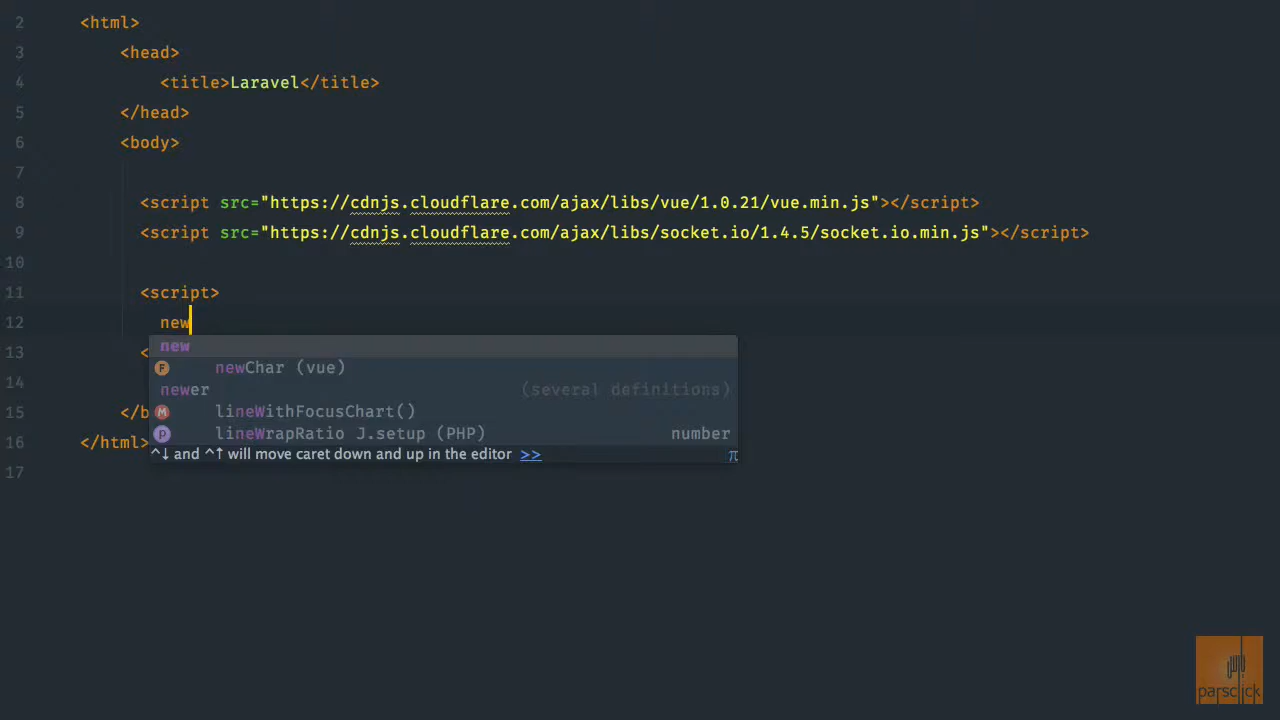 2 <html>
3 <head>
4 <title>Laravel</title>
5 </head>
6 <body>
7
8 <script src="https://cdnjs.cloudflare.com/ajax/libs/vue/1.0.21/vue.min.js"></script>
9 <script src="https://cdnjs.cloudflare.com/ajax/libs/socket.io/1.4.5/socket.io.min.js"></script>
10
11 <script>
12 new
new
13 <
F newChar (vue)
14
newer (several definitions)
15 </b
M lineWithFocusChart()
P lineWrapRatio J.setup (PHP) number
16 </html>
^↓ and ^↑ will move caret down and up in the editor >> π
17
parsclick